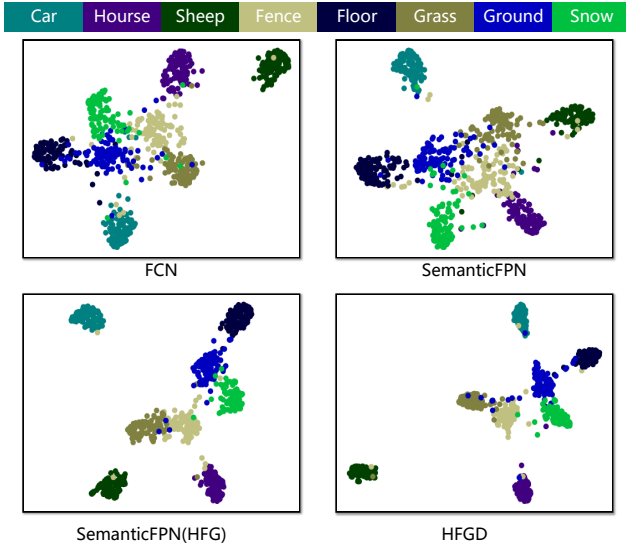 Car Hourse Sheep Fence Floor Grass Ground Snow
FCN SemanticFPN
SemanticFPN(HFG) HFGD